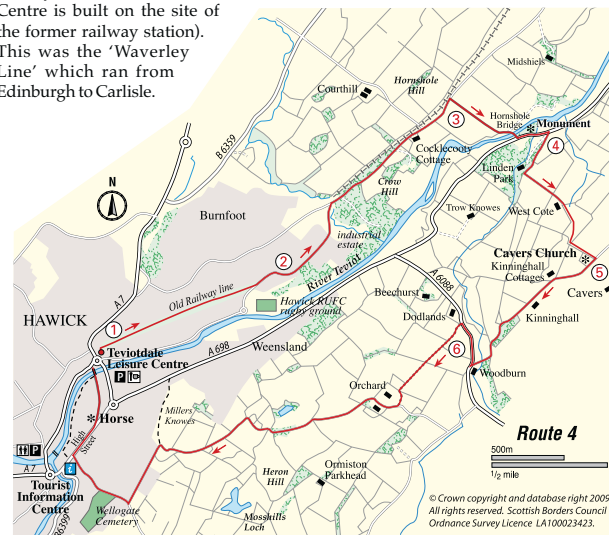 Centre is built on the site of
the former railway station).
This was the ‘Waverley
Line’ which ran from
Edinburgh to Carlisle.
Midshiels
Hornshole
Hill
Courthill
Hornshole
Bridge
Monument
B 6359
3
4
Cocklecooty
Cottage
Linden
Park
N
Crow
Hill
Burnfoot
Trow Knowes
West Cote
industrial
estate
Cavers Church
2
River Teviot
Kinninghall
Cottages
5
A 7
Old Railway line
A 6088
Beechurst
Cavers
Hawick RUFC
rugby ground
Kinninghall
HAWICK
1
Dodlands
Weensland
6
A 698
Teviotdale
Leisure Centre
P
Woodburn
Orchard
Millers
Knowes
Horse
High
Street
Route 4
500m
1/2 mile
P
A 7
i
Heron
Hill
Ormiston
Parkhead
Tourist
Information
Centre
Wellogate
Cemetery
B6399
Mosshills
Loch
© Crown copyright and database right 2009
All rights reserved. Scottish Borders Council
Ordnance Survey Licence LA100023423.